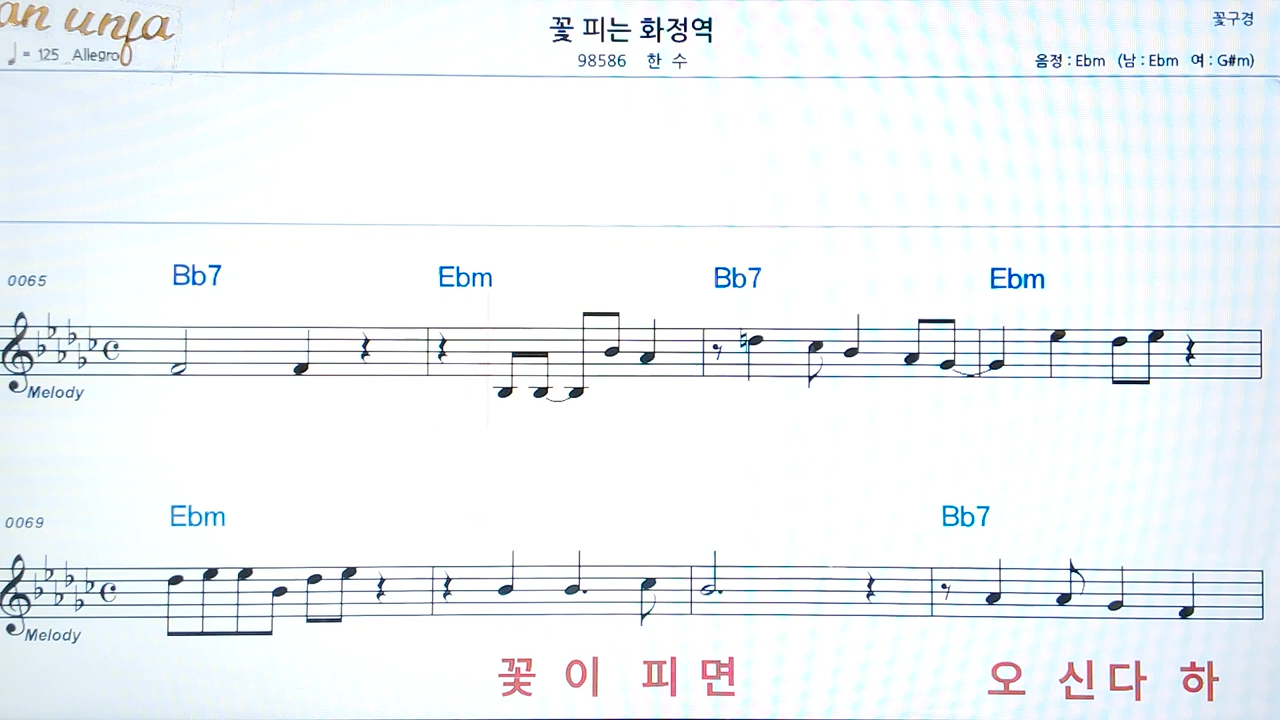 꽃 피는 화정역
꽃구경
♩= 125 Allegro
98586 한 수
음정 : Ebm (남 : Ebm 여 : G#m)
0065
Bb7 Ebm Bb7 Ebm
Melody
0069
Ebm Bb7
Melody
꽃 이 피 면 오 신다 하